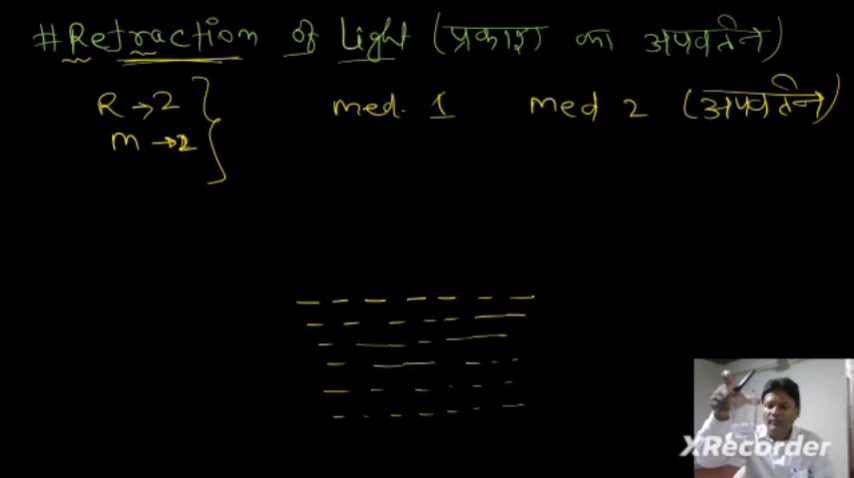 #Refraction of Light (प्रकाश का अपवर्तन)
R → 2 med. 1 med 2 (अपवर्तन)
m → 2
XRecorder